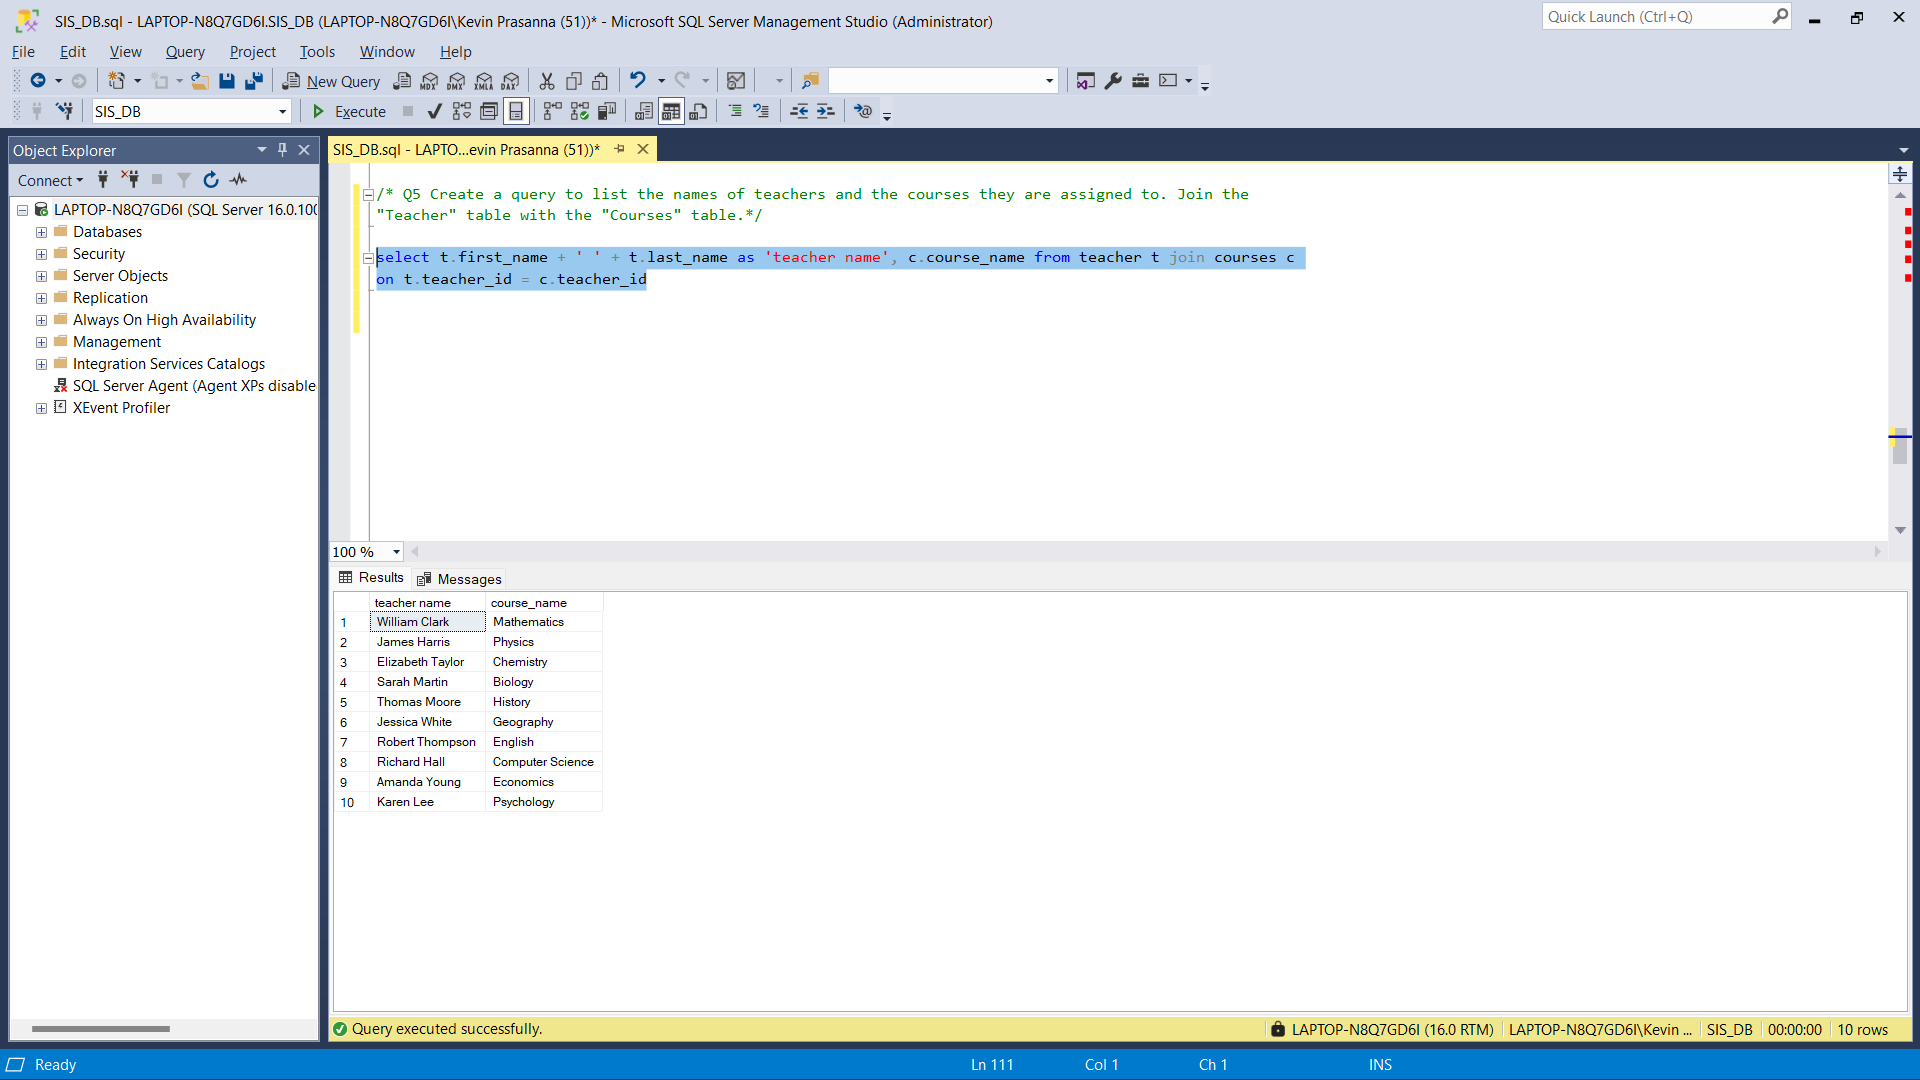 SIS_DB.sql - LAPTOP-N8Q7GD6I.SIS_DB (LAPTOP-N8Q7GD6I\Kevin Prasanna (51))* - Microsoft SQL Server Management Studio (Administrator)
Quick Launch (Ctrl+Q)
File Edit View Query Project Tools Window Help
New Query MDX DMX XMLA DAX
SIS_DB Execute
Object Explorer
SIS_DB.sql - LAPTO...evin Prasanna (51))*
Connect
LAPTOP-N8Q7GD6I (SQL Server 16.0.100
Databases
Security
Server Objects
Replication
Always On High Availability
Management
Integration Services Catalogs
SQL Server Agent (Agent XPs disable
XEvent Profiler
/* Q5 Create a query to list the names of teachers and the courses they are assigned to. Join the
"Teacher" table with the "Courses" table.*/
select t.first_name + ' ' + t.last_name as 'teacher name', c.course_name from teacher t join courses c
on t.teacher_id = c.teacher_id
100 %
Results Messages
teacher name course_name
1 William Clark Mathematics
2 James Harris Physics
3 Elizabeth Taylor Chemistry
4 Sarah Martin Biology
5 Thomas Moore History
6 Jessica White Geography
7 Robert Thompson English
8 Richard Hall Computer Science
9 Amanda Young Economics
10 Karen Lee Psychology
Query executed successfully.
LAPTOP-N8Q7GD6I (16.0 RTM) LAPTOP-N8Q7GD6I\Kevin ... SIS_DB 00:00:00 10 rows
Ready Ln 111 Col 1 Ch 1 INS